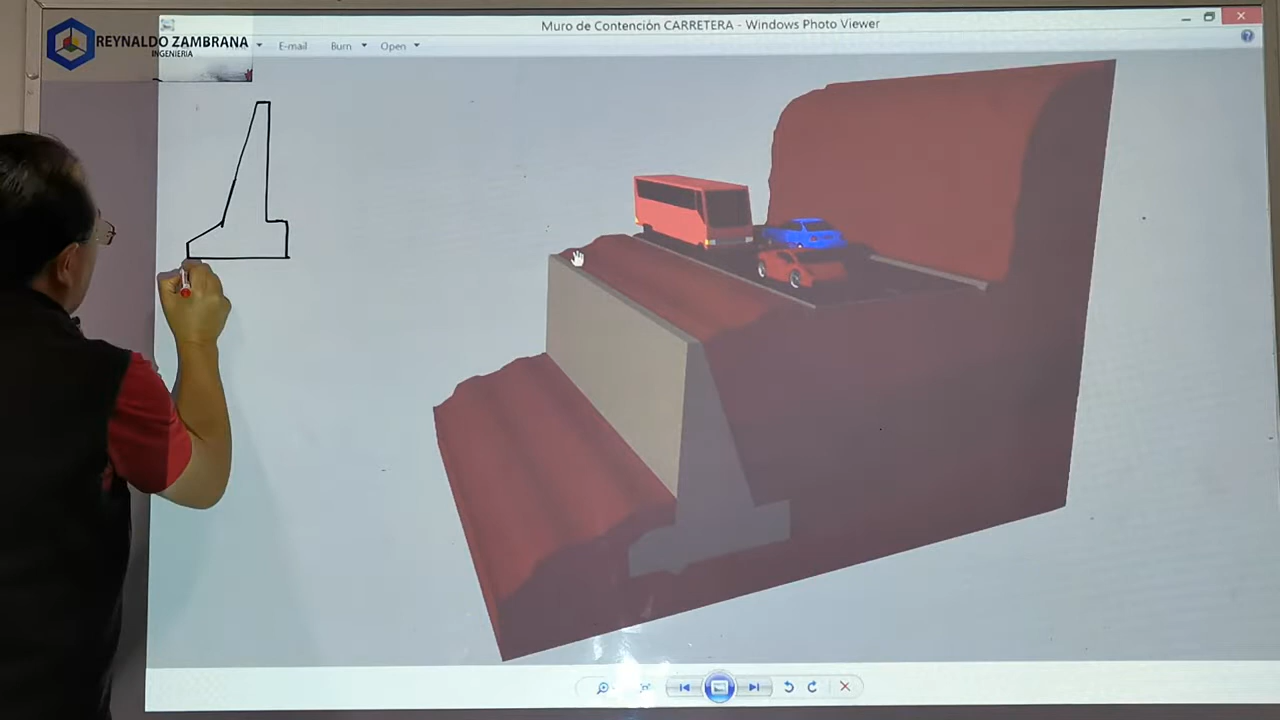 Muro de Contención CARRETERA - Windows Photo Viewer
REYNALDO ZAMBRANA
INGENIERIA
E-mail
Burn
Open